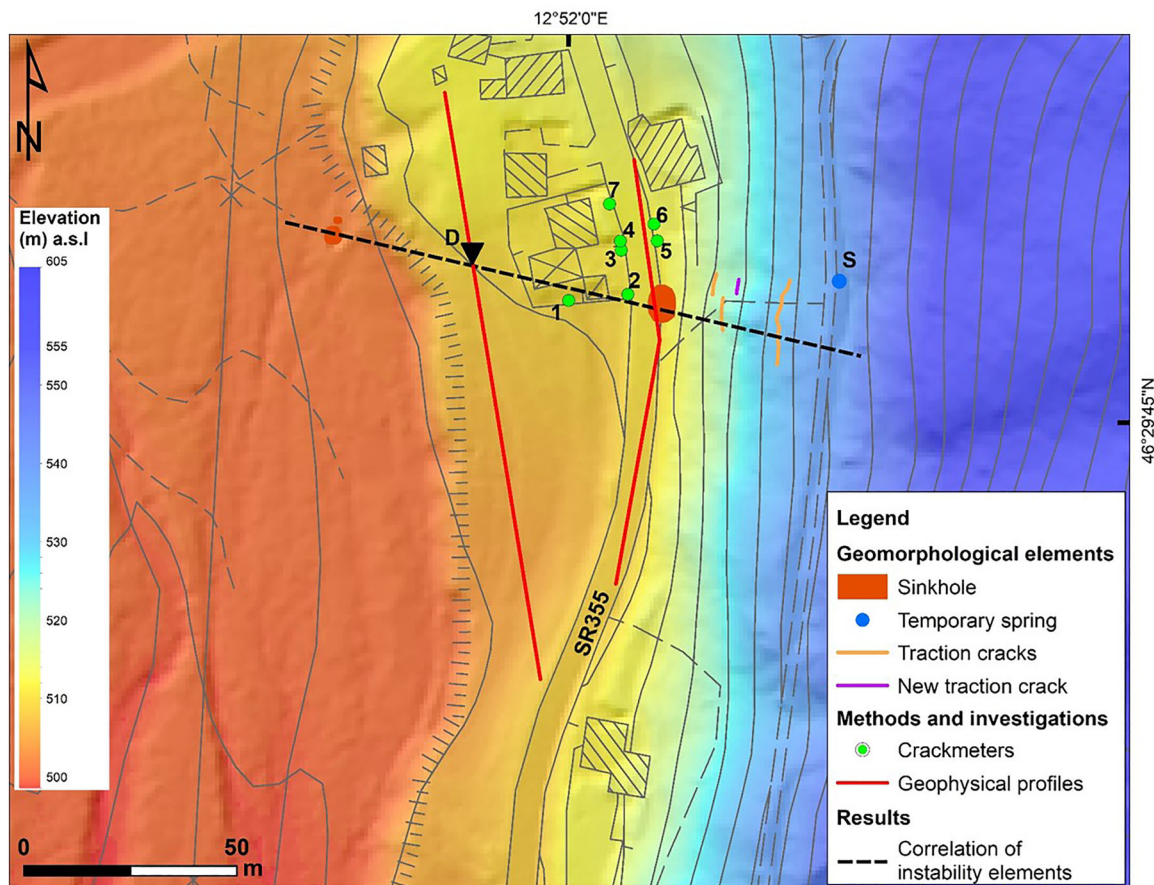 12°52'0"E
N
Elevation
(m) a.s.l
605
555
550
540
530
520
510
500
D
7
6
4
5
3
2
1
S
46°29'45"N
SR355
0
50
m
Legend
Geomorphological elements
Sinkhole
Temporary spring
Traction cracks
New traction crack
Methods and investigations
Crackmeters
Geophysical profiles
Results
Correlation of
instability elements